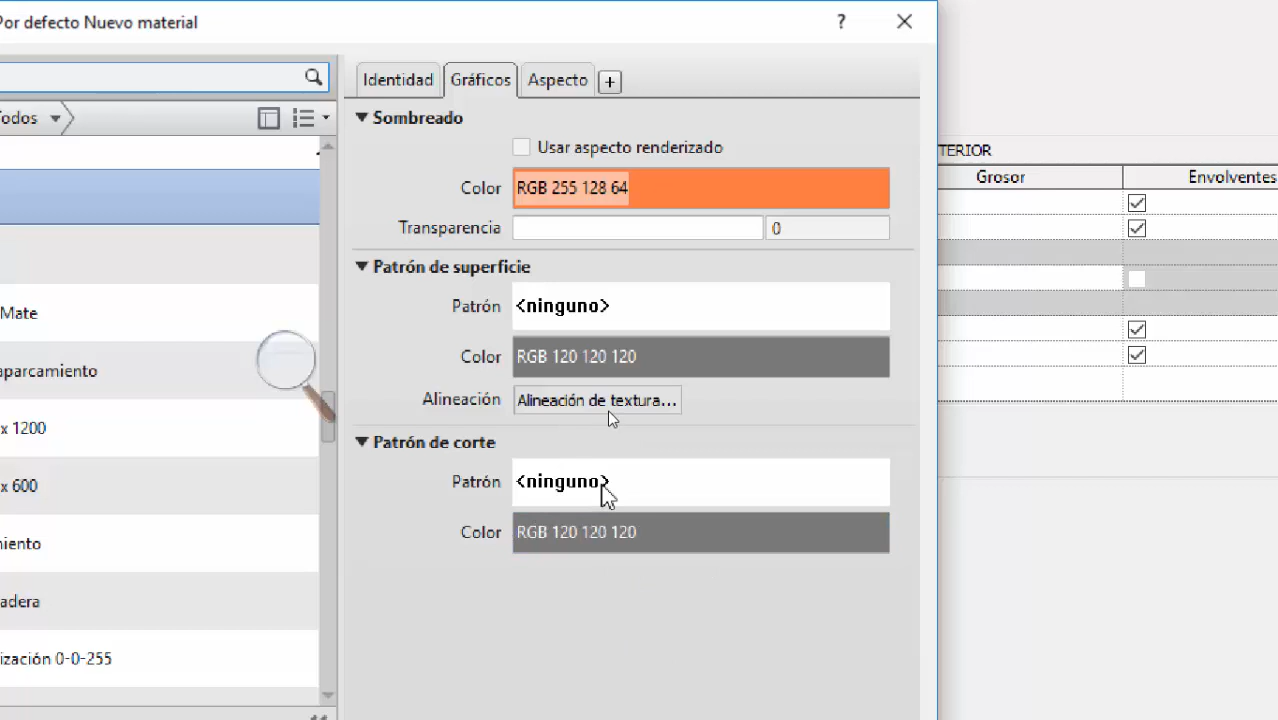 Por defecto Nuevo material
?
Identidad
Gráficos
Aspecto
+
Todos
Sombreado
Usar aspecto renderizado
Color
RGB 255 128 64
Transparencia
0
Patrón de superficie
Patrón
<ninguno>
Color
RGB 120 120 120
Alineación
Alineación de textura...
Patrón de corte
Patrón
<ninguno>
Color
RGB 120 120 120
Mate
aparcamiento
x 1200
x 600
miento
adera
ización 0-0-255
TERIOR
Grosor
Envolventes